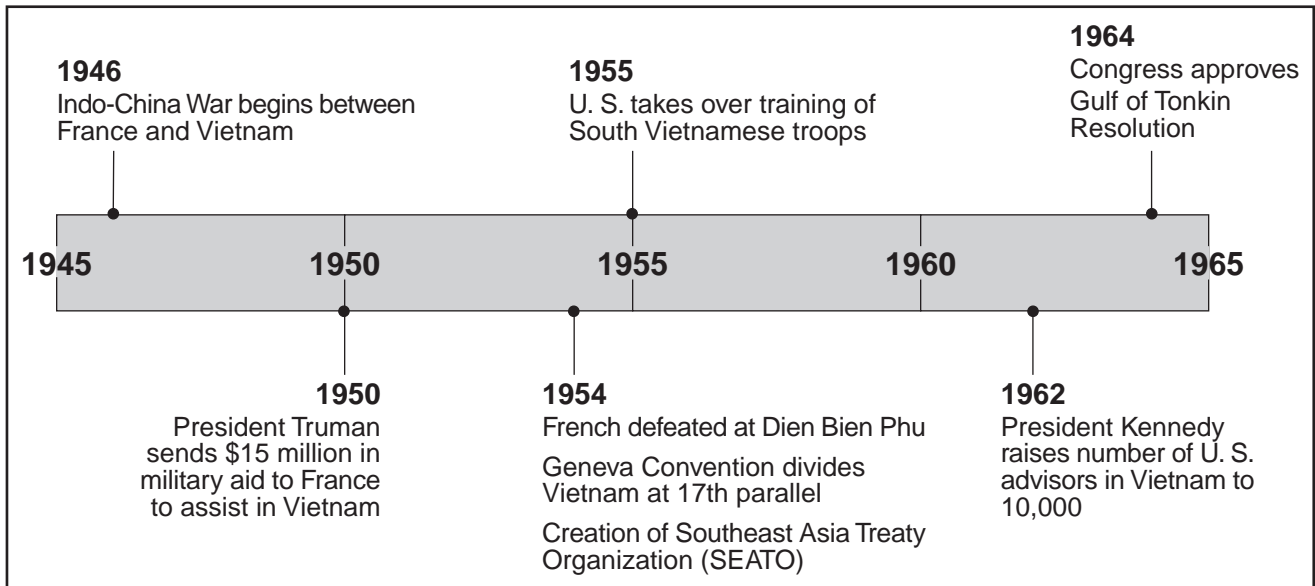 1946
Indo-China War begins between
France and Vietnam
1955
U. S. takes over training of
South Vietnamese troops
1964
Congress approves
Gulf of Tonkin
Resolution
1945
1950
1955
1960
1965
1950
President Truman
sends $15 million in
military aid to France
to assist in Vietnam
1954
French defeated at Dien Bien Phu
Geneva Convention divides
Vietnam at 17th parallel
Creation of Southeast Asia Treaty
Organization (SEATO)
1962
President Kennedy
raises number of U. S.
advisors in Vietnam to
10,000